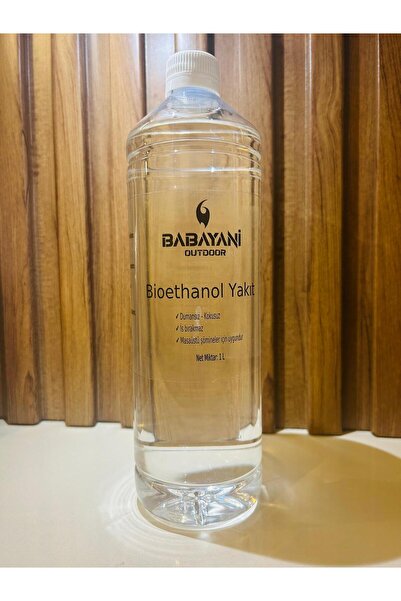 BABAYANİ
OUTDOOR
Bioethanol Yakıt
✓ Dumansız - Kokusuz
✓ İs bırakmaz
✓ Masaüstü şömineler için uygundur
Net Miktar: 1 L